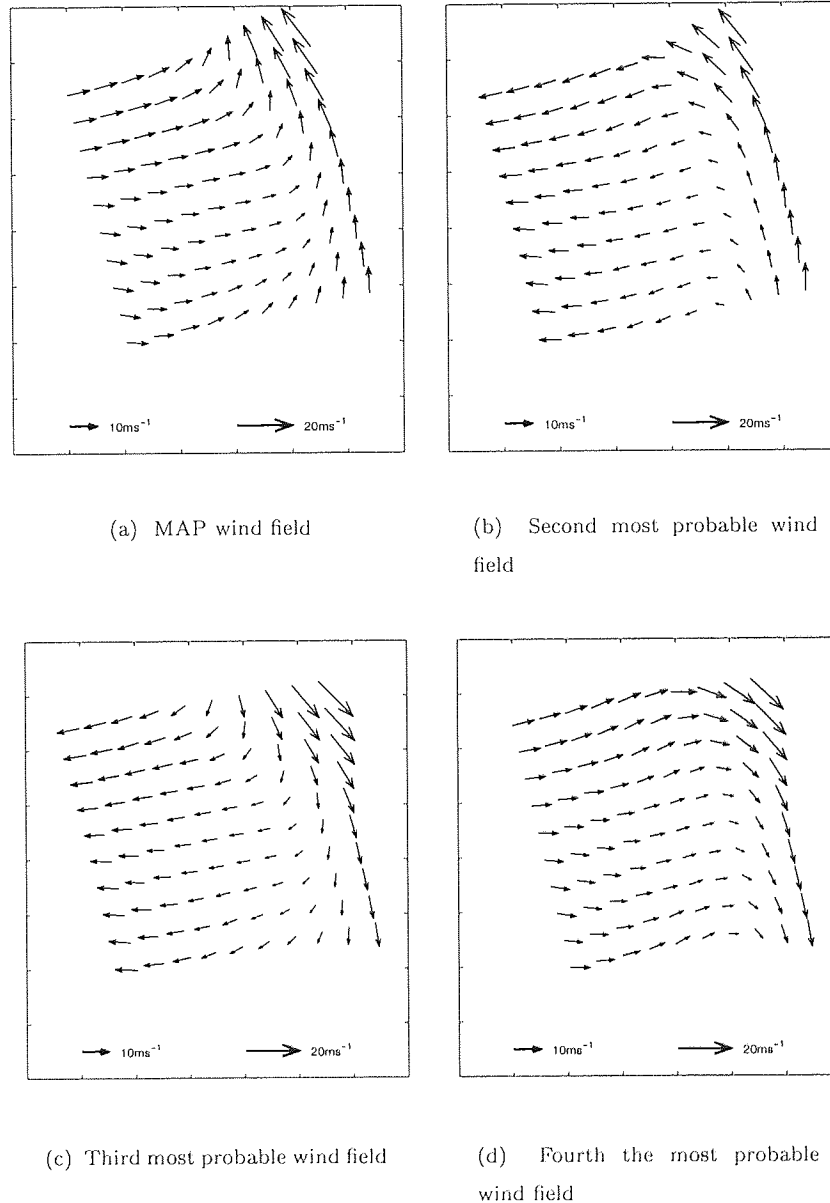 10ms⁻¹ 20ms⁻¹
10ms⁻¹ 20ms⁻¹
(a) MAP wind field
(b) Second most probable wind
field
10ms⁻¹ 20ms⁻¹
10ms⁻¹ 20ms⁻¹
(c) Third most probable wind field
(d) Fourth the most probable
wind field